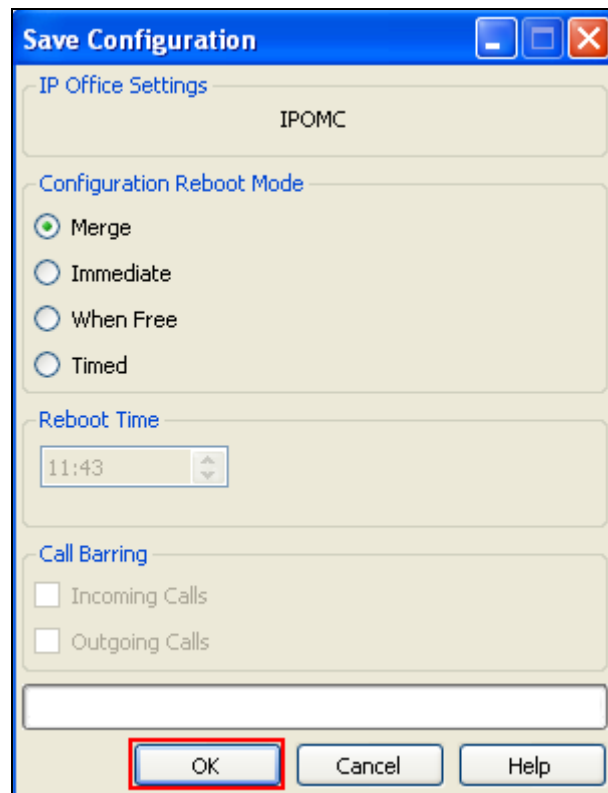 Save Configuration
IP Office Settings
IPOMC
Configuration Reboot Mode
Merge
Immediate
When Free
Timed
Reboot Time
11:43
Call Barring
Incoming Calls
Outgoing Calls
OK Cancel Help